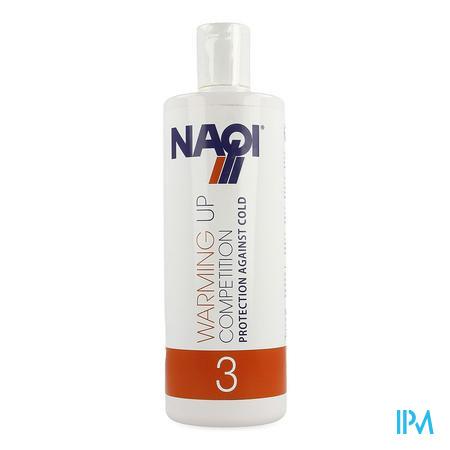 NAQI®
WARMING UP
COMPETITION
PROTECTION AGAINST COLD
3
IPM